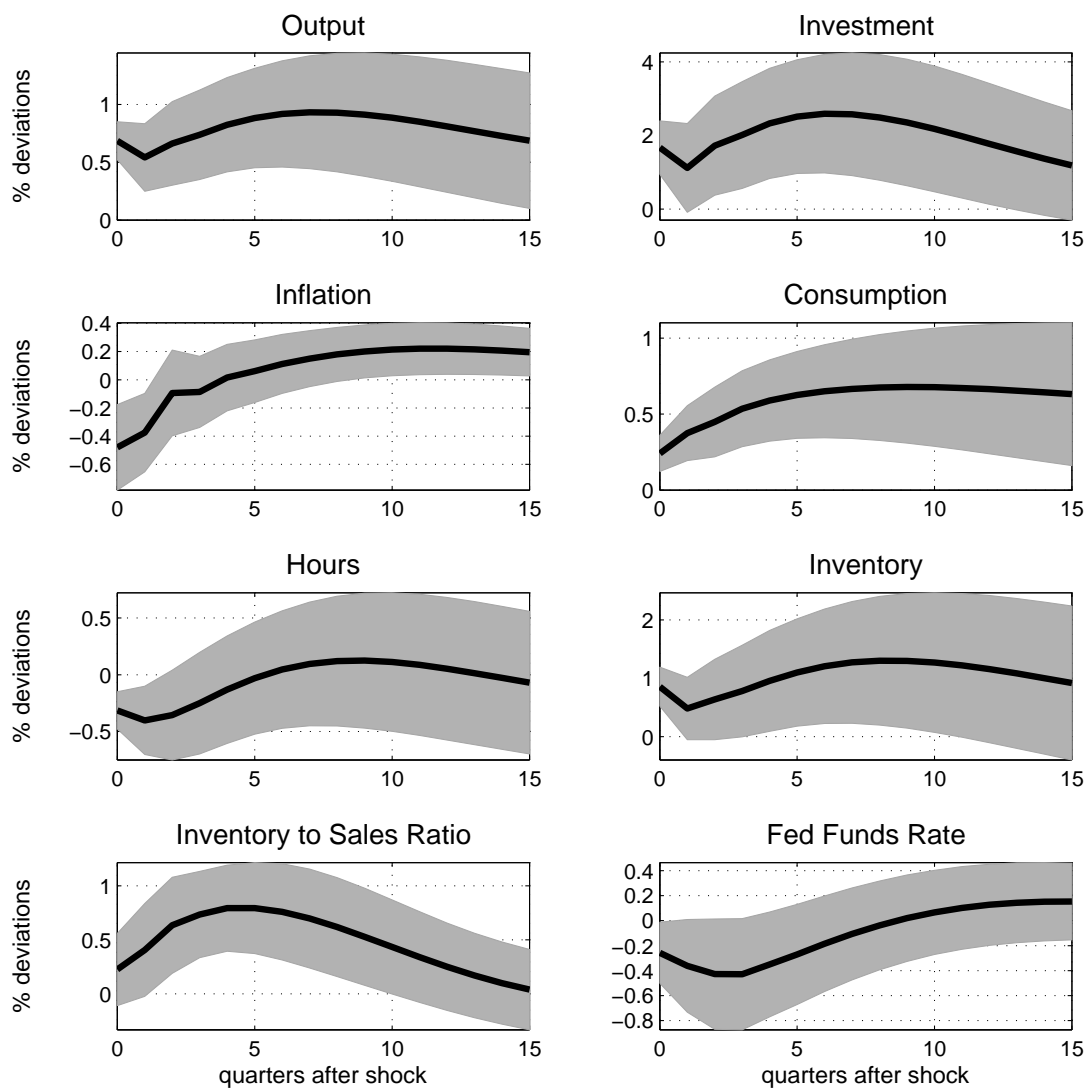 Output
% deviations
1
0.5
0
0 5 10 15
Investment
4
2
0
0 5 10 15
Inflation
% deviations
0.4
0.2
0
−0.2
−0.4
−0.6
0 5 10 15
Consumption
1
0.5
0
0 5 10 15
Hours
% deviations
0.5
0
−0.5
0 5 10 15
Inventory
2
1
0
0 5 10 15
Inventory to Sales Ratio
% deviations
1
0.5
0
0 5 10 15
quarters after shock
Fed Funds Rate
0.4
0.2
0
−0.2
−0.4
−0.6
−0.8
0 5 10 15
quarters after shock